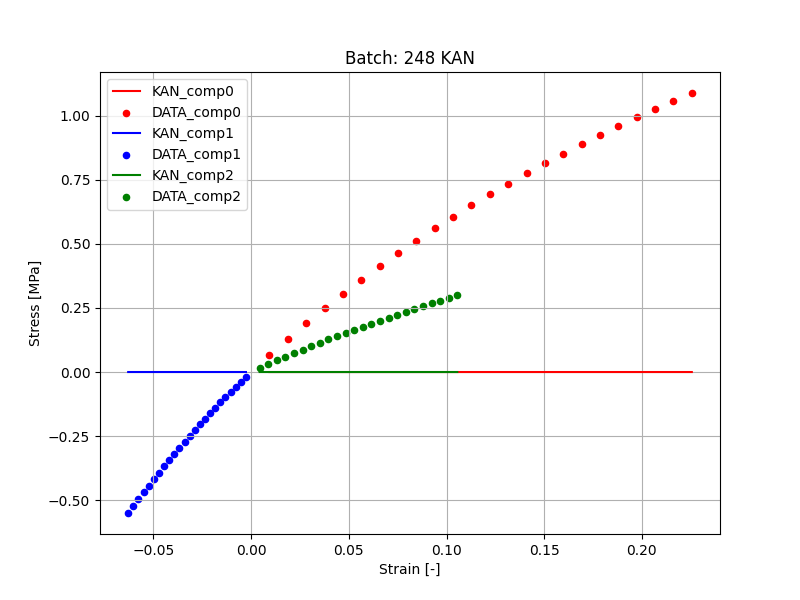 Batch: 248 KAN
KAN_comp0
DATA_comp0
KAN_comp1
DATA_comp1
KAN_comp2
DATA_comp2
1.00
0.75
0.50
0.25
0.00
−0.25
−0.50
Stress [MPa]
−0.05
0.00
0.05
0.10
0.15
0.20
Strain [-]